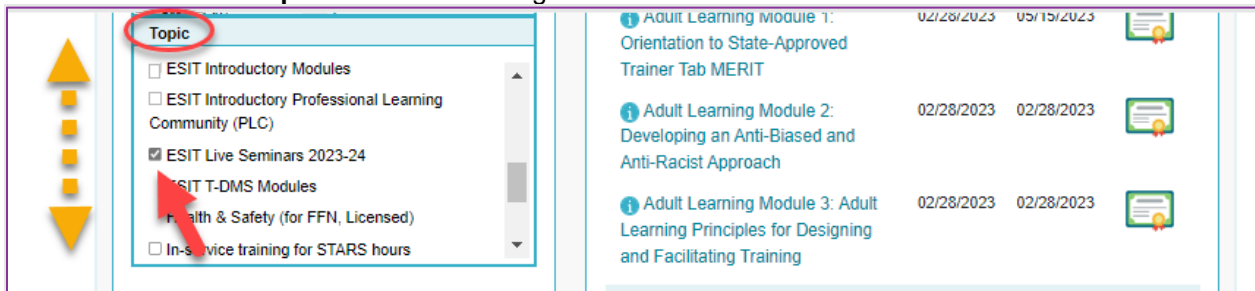 Topic
ESIT Introductory Modules
ESIT Introductory Professional Learning
Community (PLC)
ESIT Live Seminars 2023-24
ESIT T-DMS Modules
Health & Safety (for FFN, Licensed)
In-service training for STARS hours
Adult Learning Module 1: 02/28/2023 05/15/2023
Orientation to State-Approved
Trainer Tab MERIT
Adult Learning Module 2: 02/28/2023 02/28/2023
Developing an Anti-Biased and
Anti-Racist Approach
Adult Learning Module 3: Adult 02/28/2023 02/28/2023
Learning Principles for Designing
and Facilitating Training